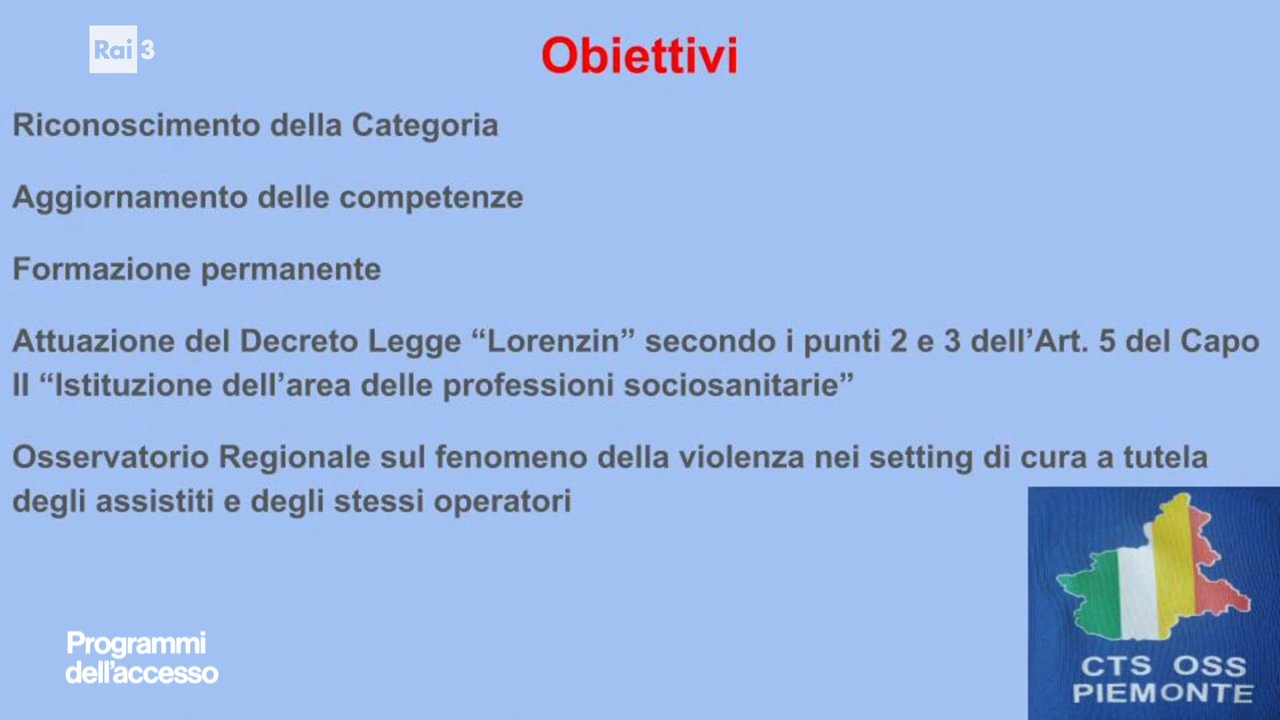 Rai 3
Obiettivi
Riconoscimento della Categoria
Aggiornamento delle competenze
Formazione permanente
Attuazione del Decreto Legge “Lorenzin” secondo i punti 2 e 3 dell’Art. 5 del Capo
II “Istituzione dell’area delle professioni sociosanitarie”
Osservatorio Regionale sul fenomeno della violenza nei setting di cura a tutela
degli assistiti e degli stessi operatori
Programmi
dell’accesso
CTS OSS
PIEMONTE